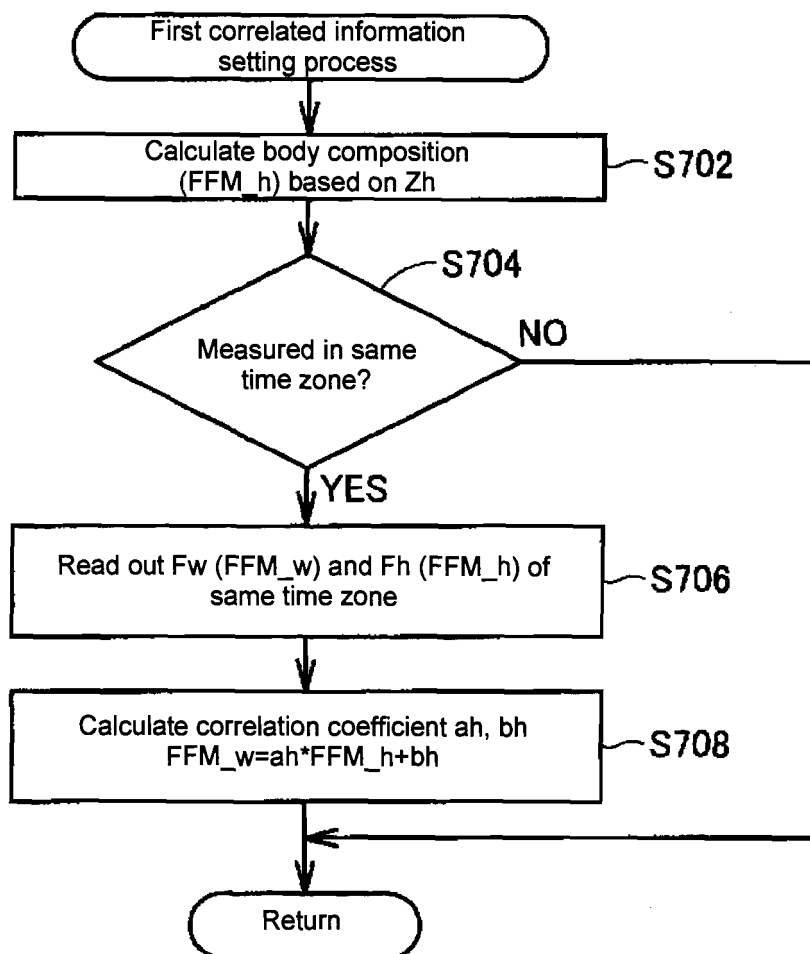 First correlated information
setting process
Calculate body composition
(FFM_h) based on Zh
S702
S704
Measured in same
time zone?
NO
YES
Read out Fw (FFM_w) and Fh (FFM_h) of
same time zone
S706
Calculate correlation coefficient ah, bh
FFM_w=ah*FFM_h+bh
S708
Return